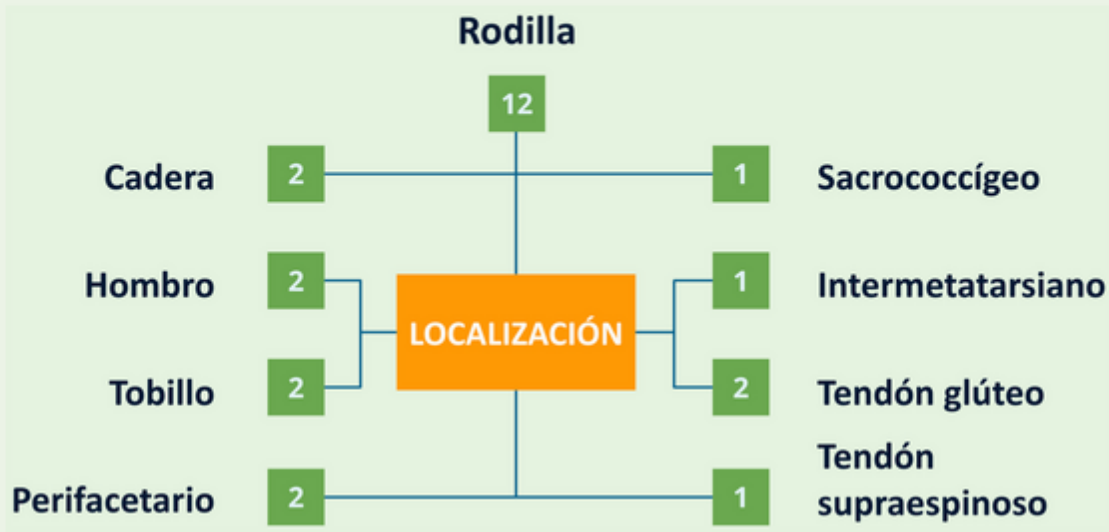 Rodilla
12
Cadera 2 1 Sacrococcígeo
Hombro 2 1 Intermetatarsiano
LOCALIZACIÓN
Tobillo 2 2 Tendón glúteo
Perifacetario 2 1 Tendón
supraespinoso